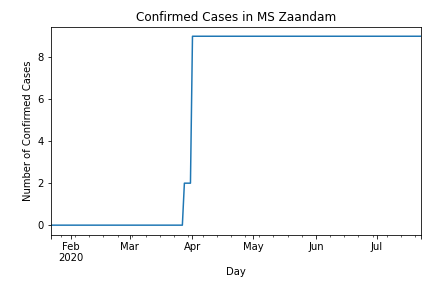 Confirmed Cases in MS Zaandam
Number of Confirmed Cases
8
6
4
2
0
Feb Mar Apr May Jun Jul
2020
Day